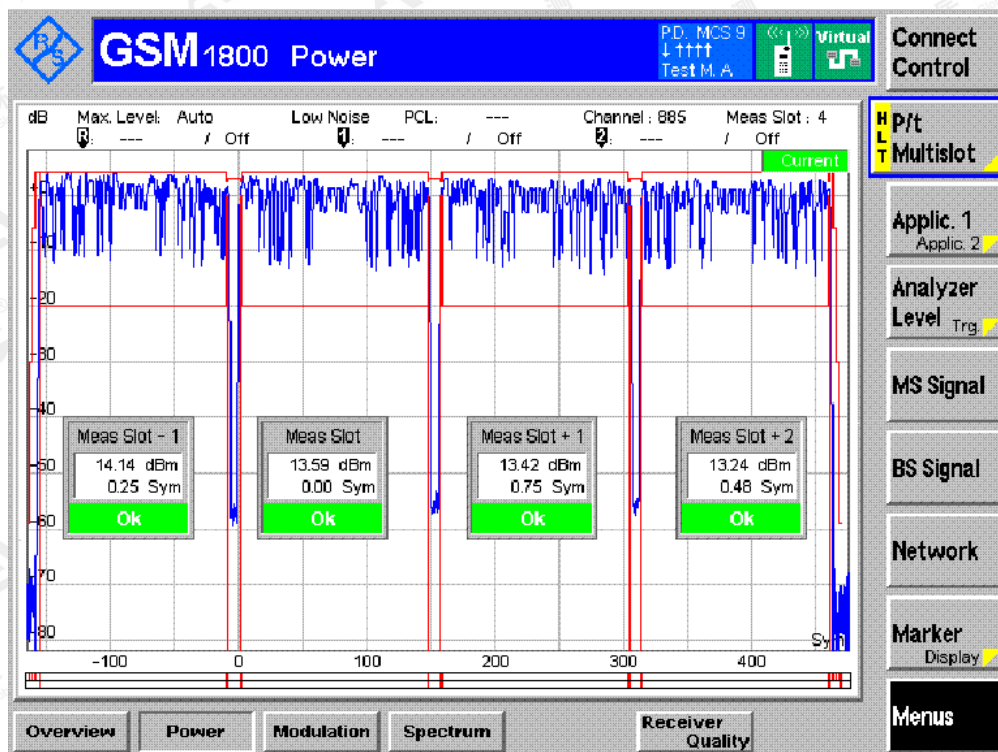 R/S
GSM 1800 Power
P.D. MCS 9
↓ ↑↑↑↑
Test M. A
Virtual
Connect
Control
dB Max. Level: Auto Low Noise PCL: --- Channel : 885 Meas Slot : 4
R: --- / Off 1: --- / Off 2: --- / Off
Current
H
L
T
P/t
Multislot
Applic. 1
Applic. 2
Analyzer
Level Trg.
MS Signal
BS Signal
Network
Marker
Display
Menus
+0
-10
-20
-30
-40
-50
-60
-70
-80
Meas Slot - 1
14.14 dBm
0.25 Sym
Ok
Meas Slot
13.59 dBm
0.00 Sym
Ok
Meas Slot + 1
13.42 dBm
0.75 Sym
Ok
Meas Slot + 2
13.24 dBm
0.48 Sym
Ok
Sym
-100 0 100 200 300 400
Overview Power Modulation Spectrum Receiver
Quality